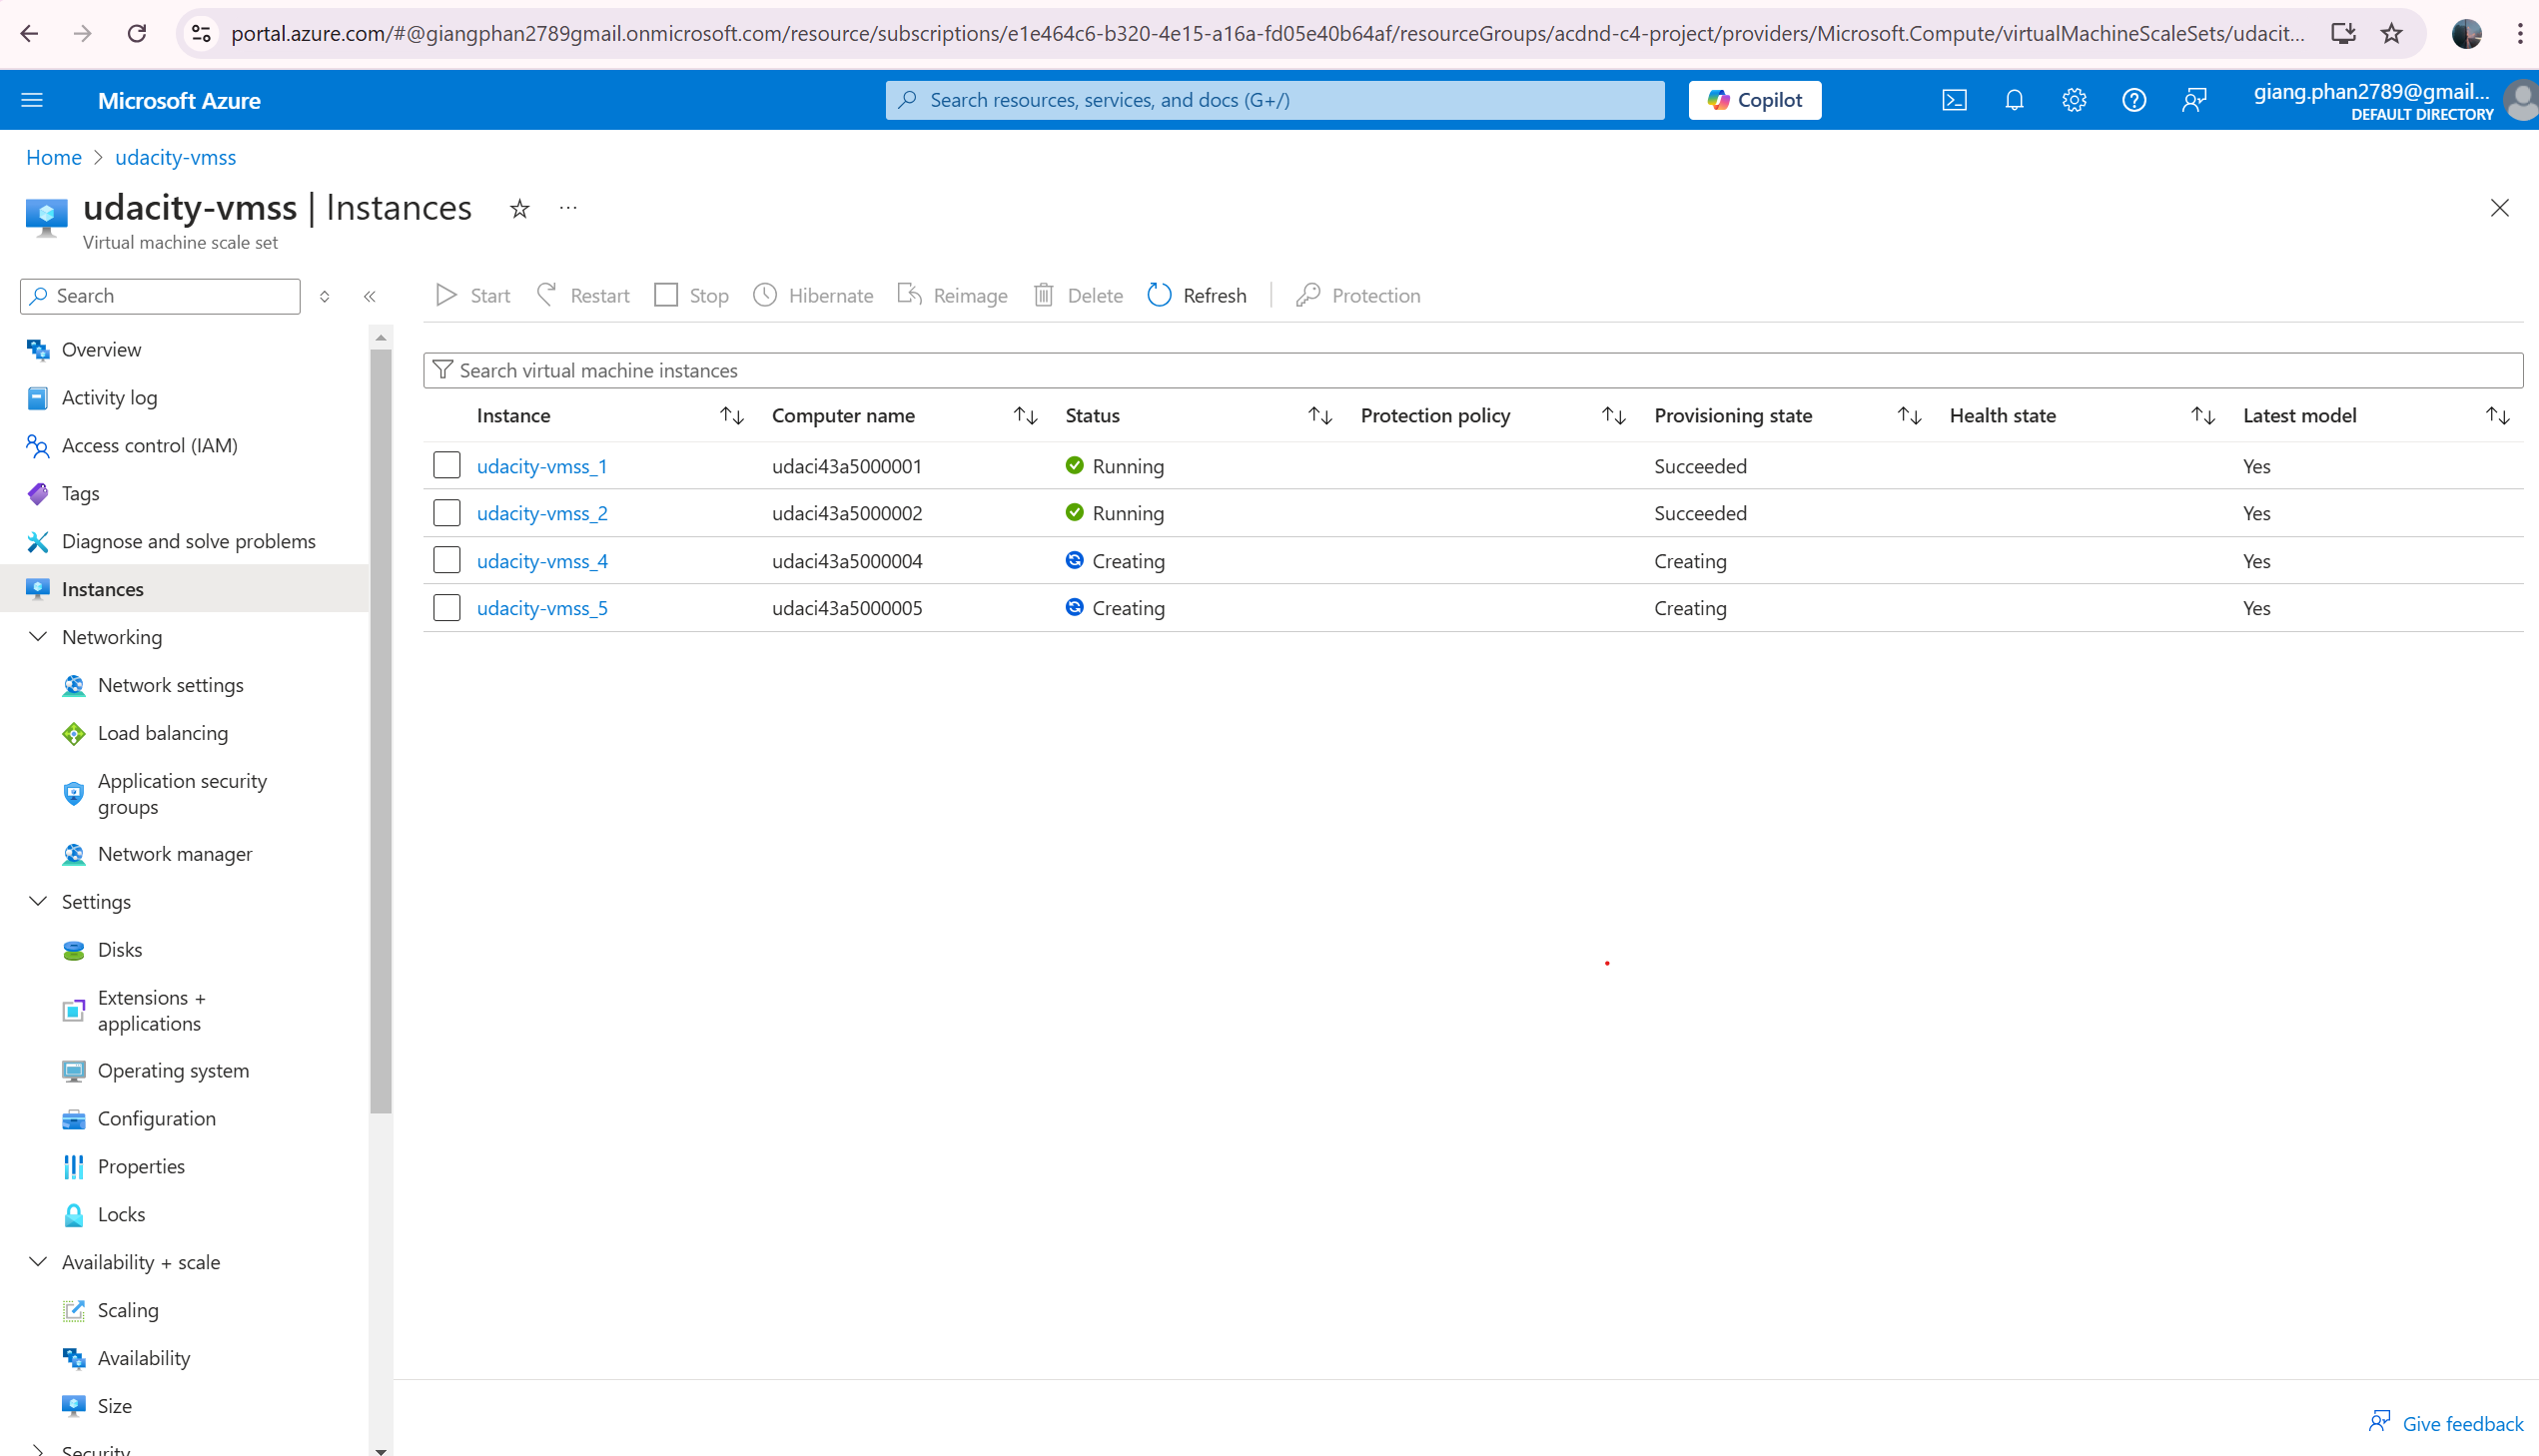 portal.azure.com/#@giangphan2789gmail.onmicrosoft.com/resource/subscriptions/e1e464c6-b320-4e15-a16a-fd05e40b64af/resourceGroups/acdnd-c4-project/providers/Microsoft.Compute/virtualMachineScaleSets/udacit...
Microsoft Azure
Search resources, services, and docs (G+/)
Copilot
giang.phan2789@gmail...
DEFAULT DIRECTORY
Home > udacity-vmss
udacity-vmss | Instances
Virtual machine scale set
Search
Start Restart Stop Hibernate Reimage Delete Refresh Protection
Search virtual machine instances
Instance Computer name Status Protection policy Provisioning state Health state Latest model
udacity-vmss_1 udaci43a5000001 Running Succeeded Yes
udacity-vmss_2 udaci43a5000002 Running Succeeded Yes
udacity-vmss_4 udaci43a5000004 Creating Creating Yes
udacity-vmss_5 udaci43a5000005 Creating Creating Yes
Overview
Activity log
Access control (IAM)
Tags
Diagnose and solve problems
Instances
Networking
Network settings
Load balancing
Application security
groups
Network manager
Settings
Disks
Extensions +
applications
Operating system
Configuration
Properties
Locks
Availability + scale
Scaling
Availability
Size
Security
Give feedback